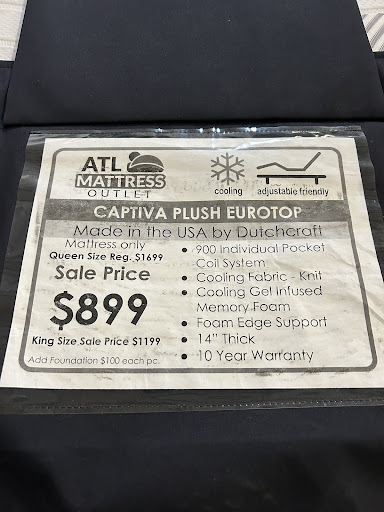 ATL
MATTRESS
OUTLET
cooling
adjustable friendly
CAPTIVA PLUSH EUROTOP
Made in the USA by Dutchcraft
Mattress only
Queen Size Reg. $1699
Sale Price
$899
King Size Sale Price $1199
Add Foundation $100 each pc.
• 900 Individual Pocket
Coil System
• Cooling Fabric - Knit
• Cooling Gel Infused
Memory Foam
• Foam Edge Support
• 14" Thick
• 10 Year Warranty